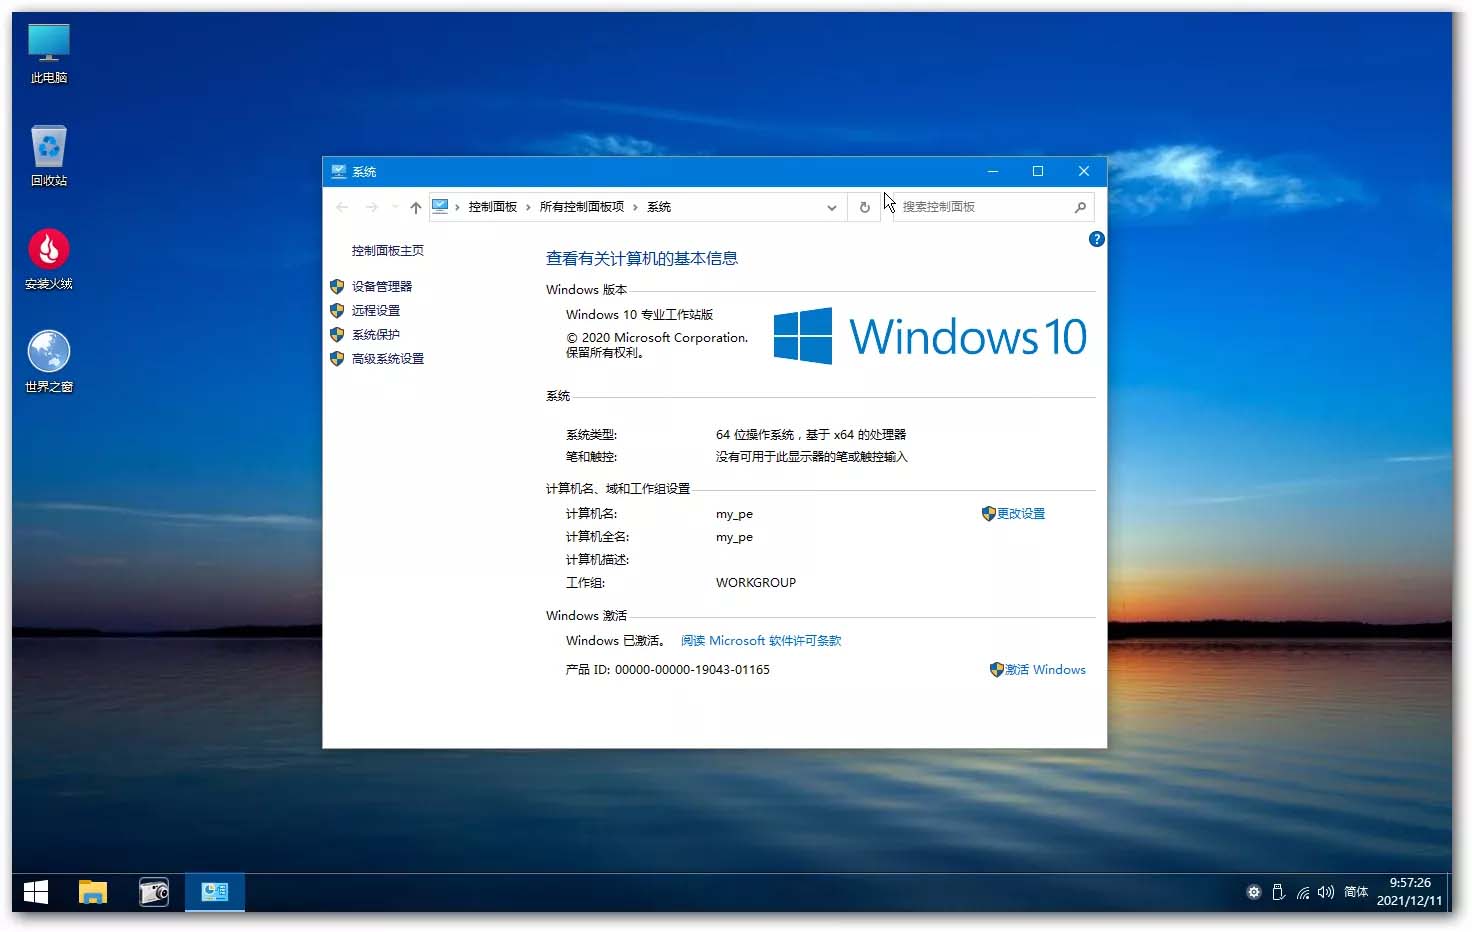 此电脑
回收站
安装火绒
世界之窗
系统
控制面板 › 所有控制面板项 › 系统
搜索控制面板
控制面板主页
设备管理器
远程设置
系统保护
高级系统设置
查看有关计算机的基本信息
Windows 版本
Windows 10 专业工作站版
© 2020 Microsoft Corporation.
保留所有权利。
Windows 10
系统
系统类型: 64 位操作系统，基于 x64 的处理器
笔和触控: 没有可用于此显示器的笔或触控输入
计算机名、域和工作组设置
计算机名: my_pe 更改设置
计算机全名: my_pe
计算机描述:
工作组: WORKGROUP
Windows 激活
Windows 已激活。 阅读 Microsoft 软件许可条款
产品 ID: 00000-00000-19043-01165 激活 Windows
简体
9:57:26
2021/12/11